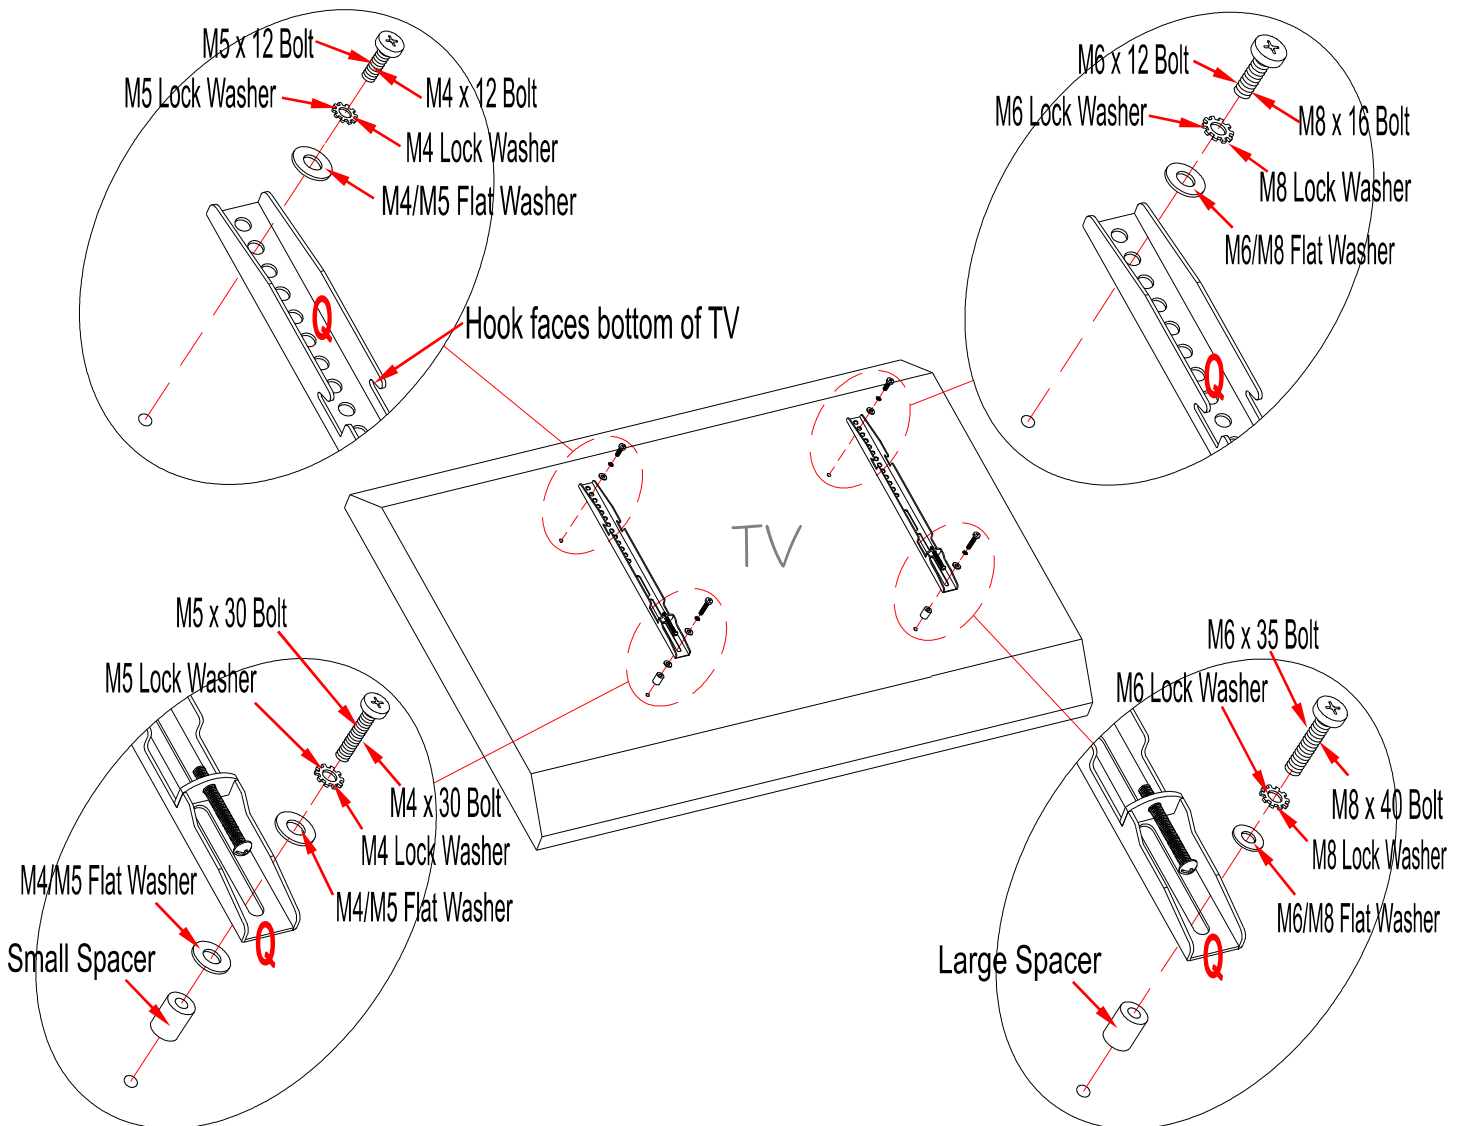 M5 x 12 Bolt
M4 x 12 Bolt
M5 Lock Washer
M4 Lock Washer
M4/M5 Flat Washer
Q
Hook faces bottom of TV
M6 x 12 Bolt
M8 x 16 Bolt
M6 Lock Washer
M8 Lock Washer
M6/M8 Flat Washer
Q
TV
M5 x 30 Bolt
M5 Lock Washer
M4 x 30 Bolt
M4 Lock Washer
M4/M5 Flat Washer
M4/M5 Flat Washer
Small Spacer
Q
M6 x 35 Bolt
M6 Lock Washer
M8 x 40 Bolt
M8 Lock Washer
M6/M8 Flat Washer
Large Spacer
Q